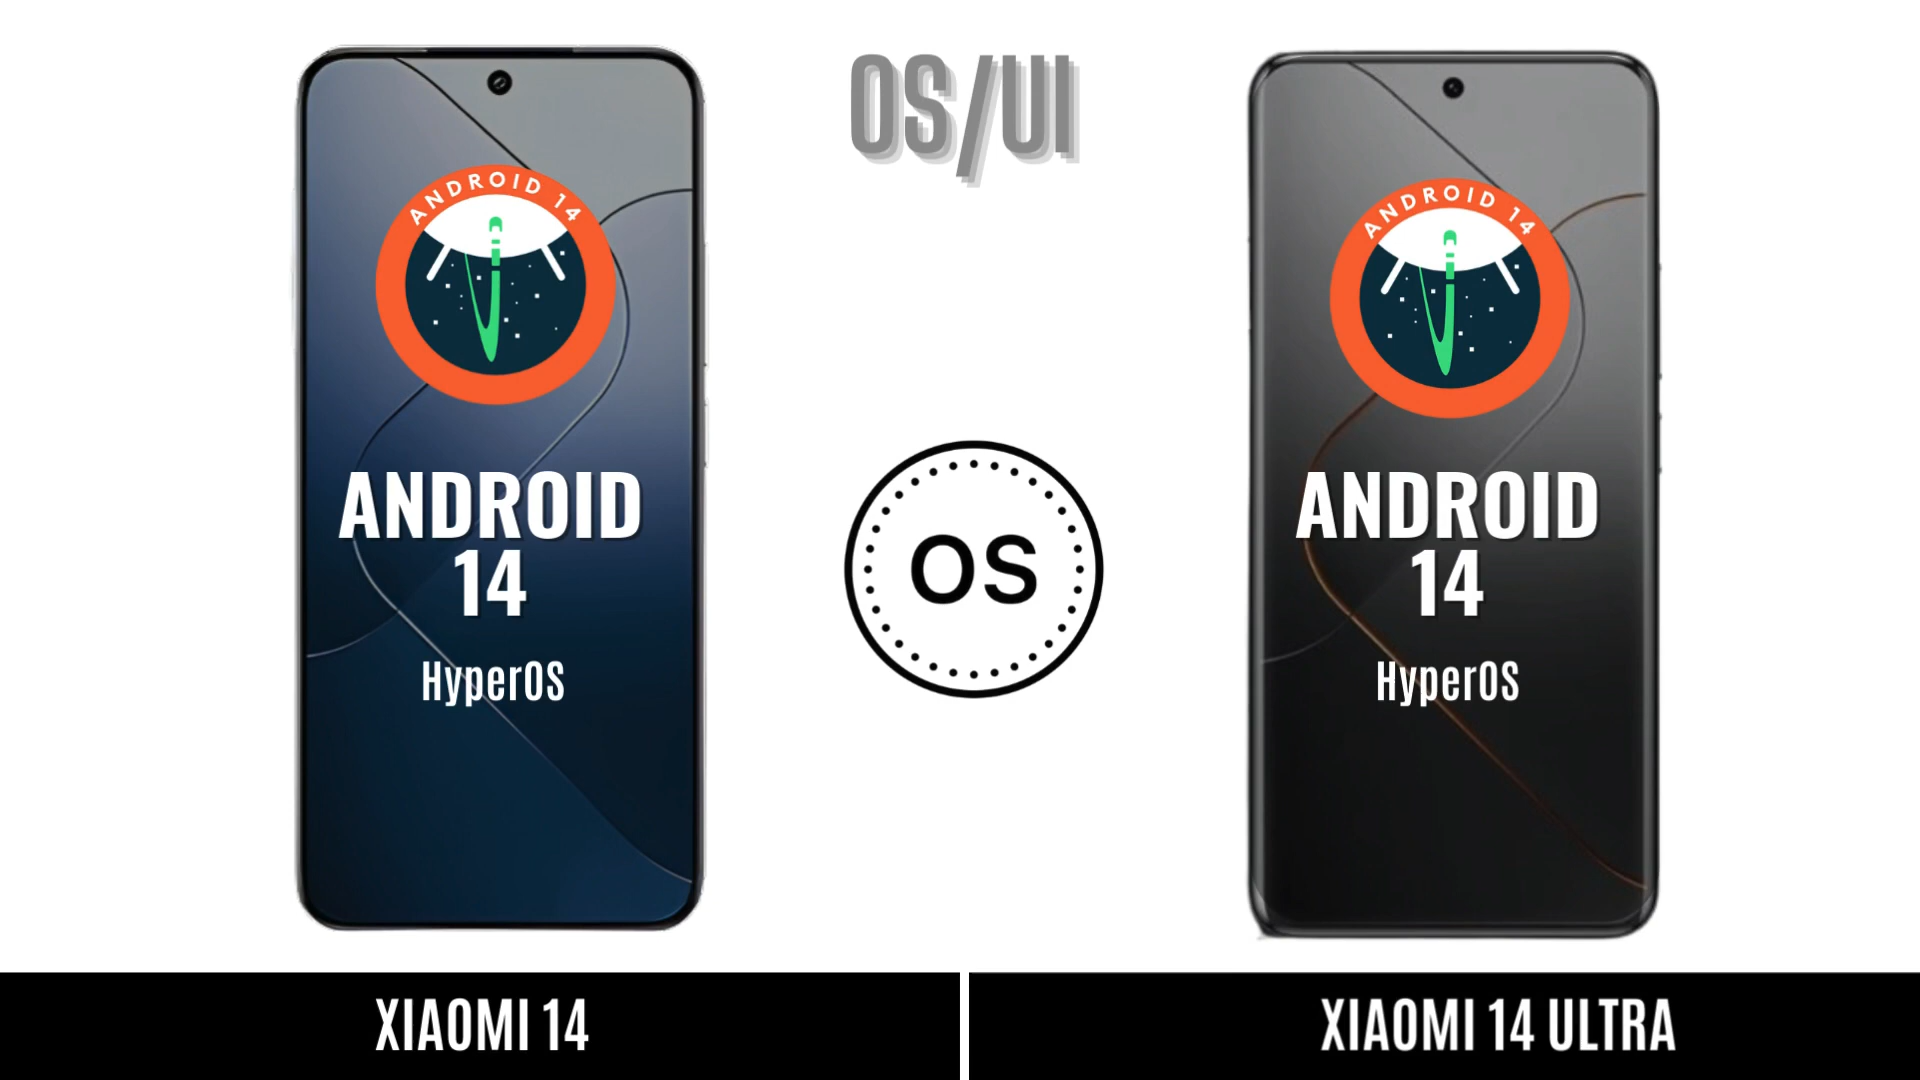 OS/UI
ANDROID 14
ANDROID
14
HyperOS
OS
ANDROID 14
ANDROID
14
HyperOS
XIAOMI 14
XIAOMI 14 ULTRA